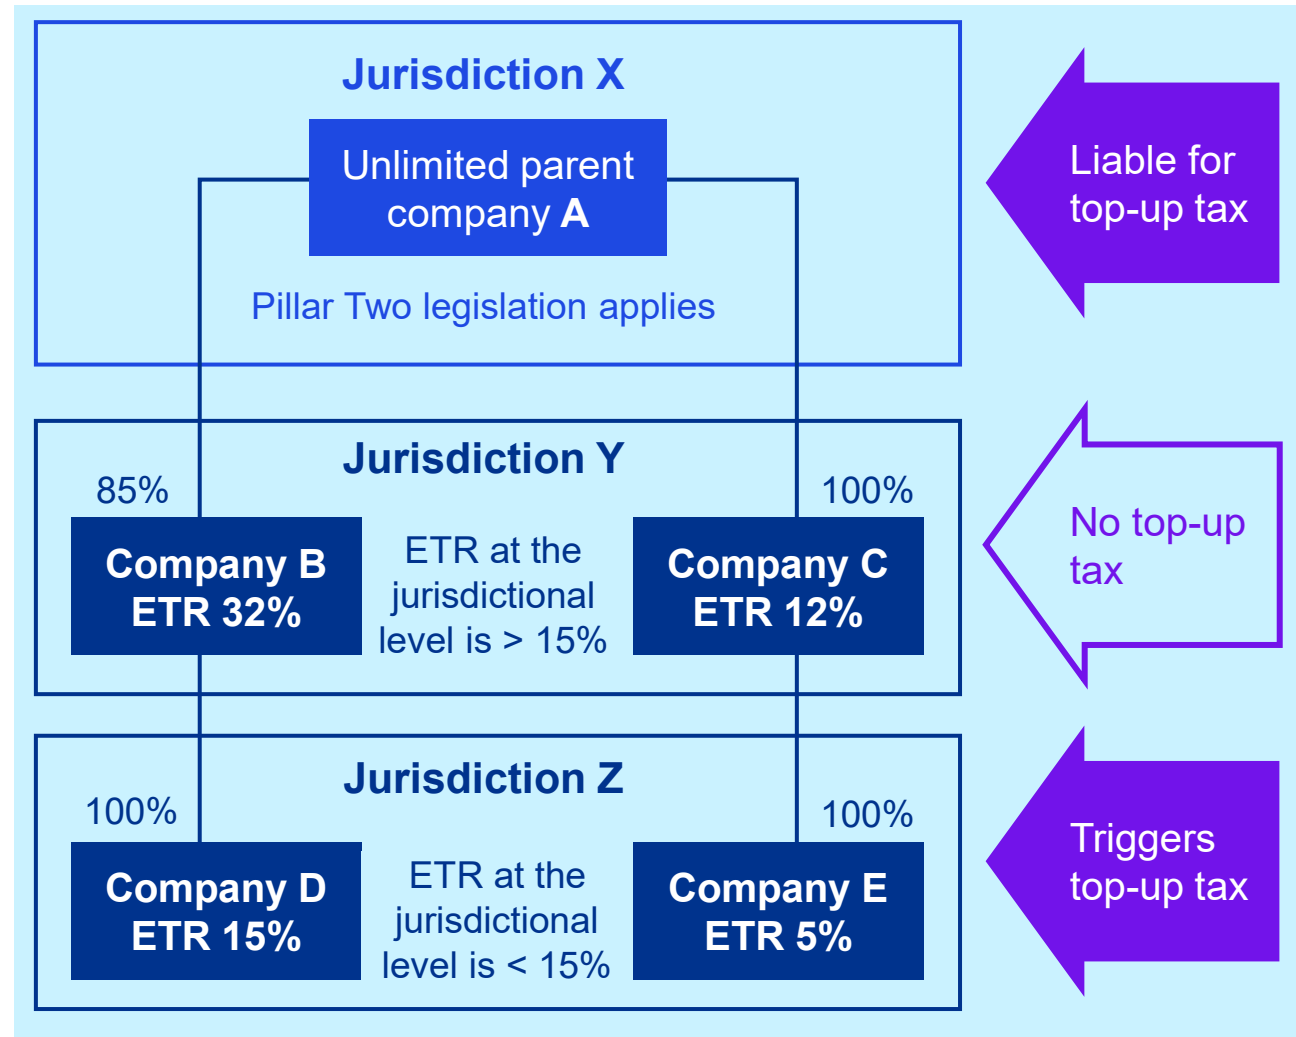 Jurisdiction X
Unlimited parent
company A
Pillar Two legislation applies
Liable for
top-up tax
Jurisdiction Y
85%
100%
Company B
ETR 32%
ETR at the
jurisdictional
level is > 15%
Company C
ETR 12%
No top-up
tax
Jurisdiction Z
100%
100%
Company D
ETR 15%
ETR at the
jurisdictional
level is < 15%
Company E
ETR 5%
Triggers
top-up tax